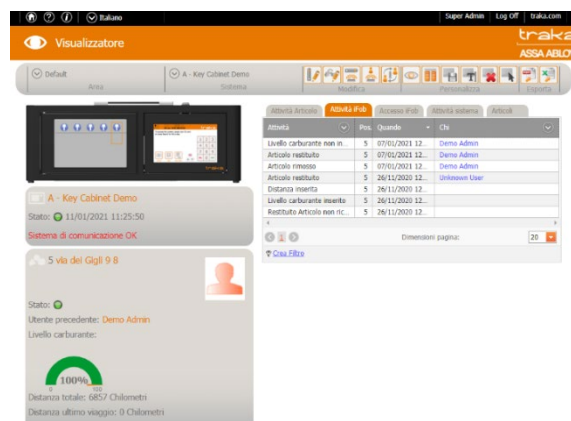 Italiano
Super Admin Log Off traka.com
Visualizzatore
traka
ASSA ABLOY
Default
A - Key Cabinet Demo
Area
Sistema
Modifica
Personalizza
Esporta
Attività Articolo Attività iFob Accesso iFob Attività sistema Articoli
Attività Pos. Quando Chi
Livello carburante non in... 5 07/01/2021 12... Demo Admin
Articolo restituito 5 07/01/2021 12... Demo Admin
Articolo rimosso 5 07/01/2021 12... Demo Admin
Articolo restituito 5 26/11/2020 12... Unknown User
Distanza inserita 5 26/11/2020 12...
Livello carburante inserito 5 26/11/2020 12...
Restituito Articolo non ric... 5 26/11/2020 12...
1 Dimensioni pagina: 20
Crea Filtro
A - Key Cabinet Demo
Stato: 11/01/2021 11:25:50
Sistema di comunicazione OK
5 via dei Gigli 9 8
Stato:
Utente precedente: Demo Admin
Livello carburante:
100%
0 100
Distanza totale: 6857 Chilometri
Distanza ultimo viaggio: 0 Chilometri